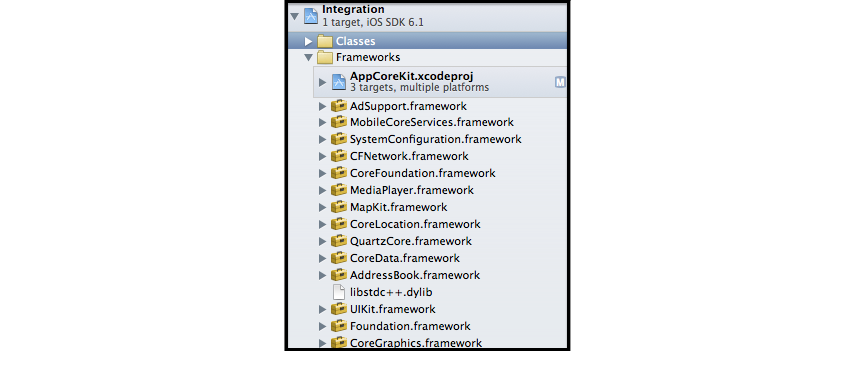 Integration
1 target, iOS SDK 6.1
Classes
Frameworks
AppCoreKit.xcodeproj
3 targets, multiple platforms
M
AdSupport.framework
MobileCoreServices.framework
SystemConfiguration.framework
CFNetwork.framework
CoreFoundation.framework
MediaPlayer.framework
MapKit.framework
CoreLocation.framework
QuartzCore.framework
CoreData.framework
AddressBook.framework
libstdc++.dylib
UIKit.framework
Foundation.framework
CoreGraphics.framework